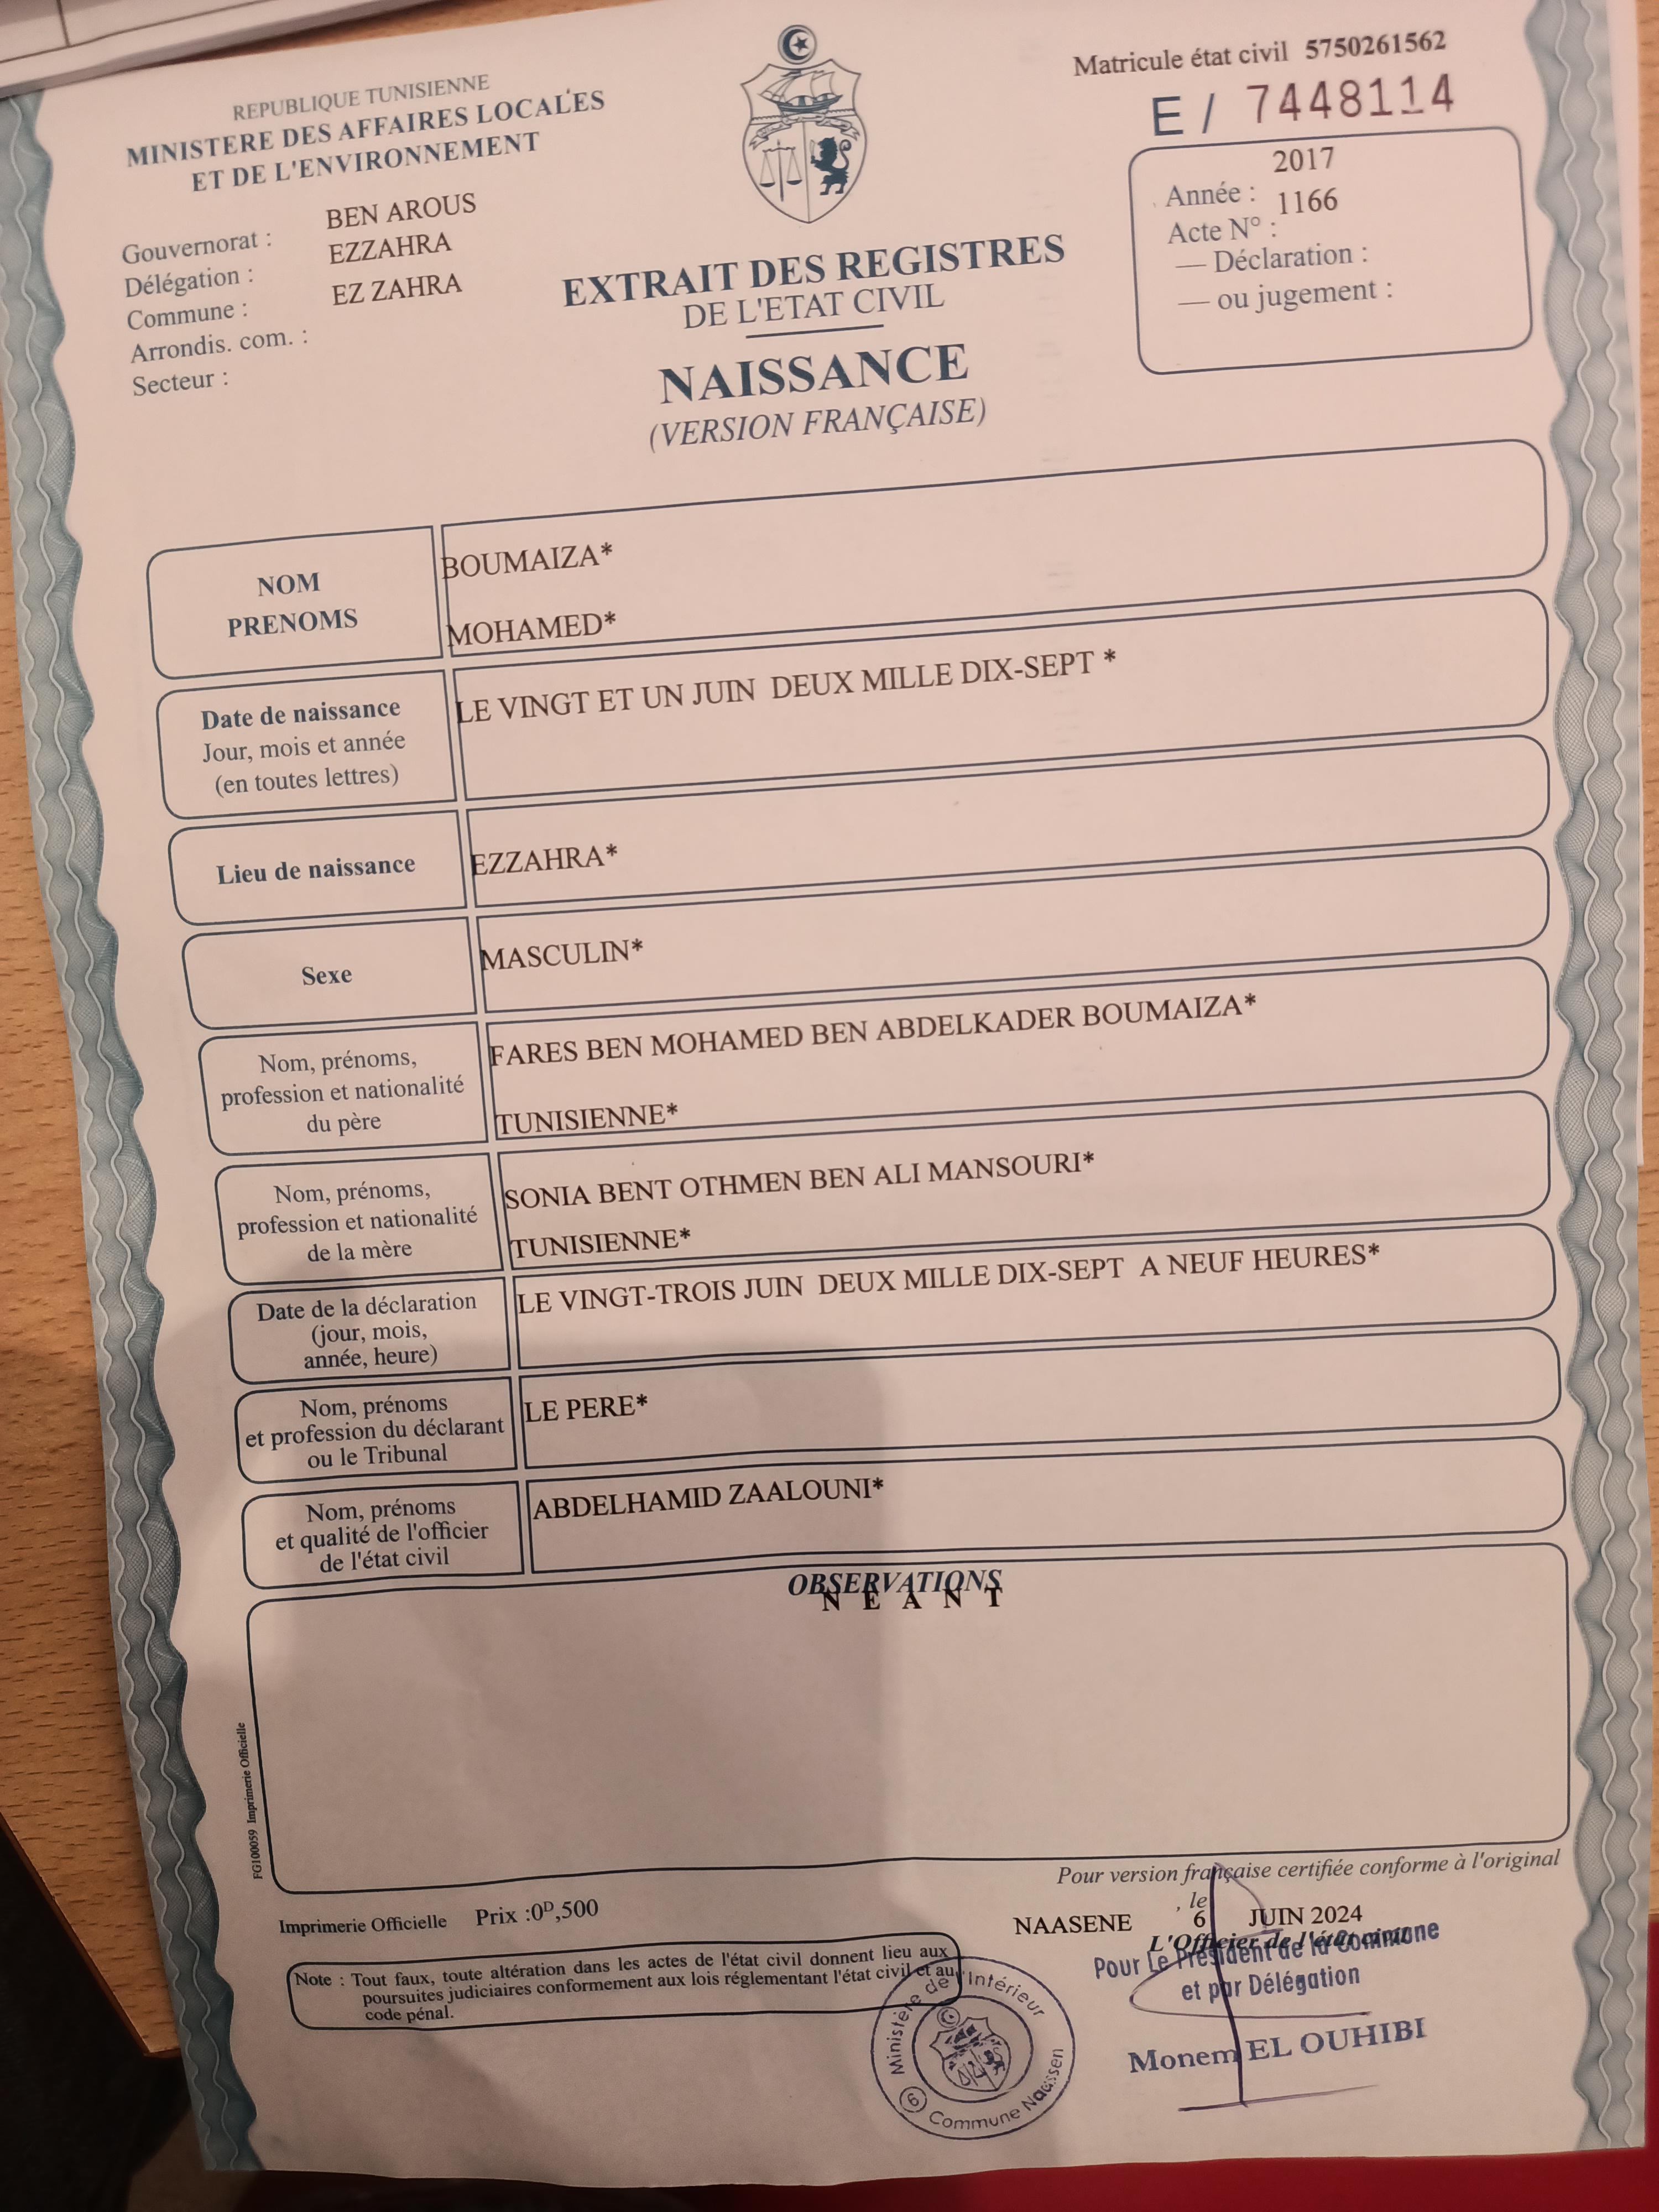 REPUBLIQUE TUNISIENNE
MINISTERE DES AFFAIRES LOCALES
ET DE L'ENVIRONNEMENT
Gouvernorat : BEN AROUS
Délégation : EZZAHRA
Commune : EZ ZAHRA
Arrondis. com. :
Secteur :
Matricule état civil 5750261562
E / 7448114
Année : 2017
Acte N° : 1166
— Déclaration :
— ou jugement :
EXTRAIT DES REGISTRES
DE L'ETAT CIVIL
NAISSANCE
(VERSION FRANÇAISE)
NOM
PRENOMS
BOUMAIZA*
MOHAMED*
Date de naissance
Jour, mois et année
(en toutes lettres)
LE VINGT ET UN JUIN DEUX MILLE DIX-SEPT *
Lieu de naissance
EZZAHRA*
Sexe
MASCULIN*
Nom, prénoms,
profession et nationalité
du père
FARES BEN MOHAMED BEN ABDELKADER BOUMAIZA*
TUNISIENNE*
Nom, prénoms,
profession et nationalité
de la mère
SONIA BENT OTHMEN BEN ALI MANSOURI*
TUNISIENNE*
Date de la déclaration
(jour, mois,
année, heure)
LE VINGT-TROIS JUIN DEUX MILLE DIX-SEPT A NEUF HEURES*
Nom, prénoms
et profession du déclarant
ou le Tribunal
LE PERE*
Nom, prénoms
et qualité de l'officier
de l'état civil
ABDELHAMID ZAALOUNI*
OBSERVATIONS
N E A N T
FG100059 Imprimerie Officielle
Pour version française certifiée conforme à l'original
Imprimerie Officielle Prix :0ᴰ,500
NAASENE , le 6 JUIN 2024
L'Officier de l'état civil
Pour Le Président de la Commune
et par Délégation
Monem EL OUHIBI
Note : Tout faux, toute altération dans les actes de l'état civil donnent lieu aux
poursuites judiciaires conformement aux lois réglementant l'état civil et au
code pénal.
Ministère de l'Intérieur
6 Commune Naassen